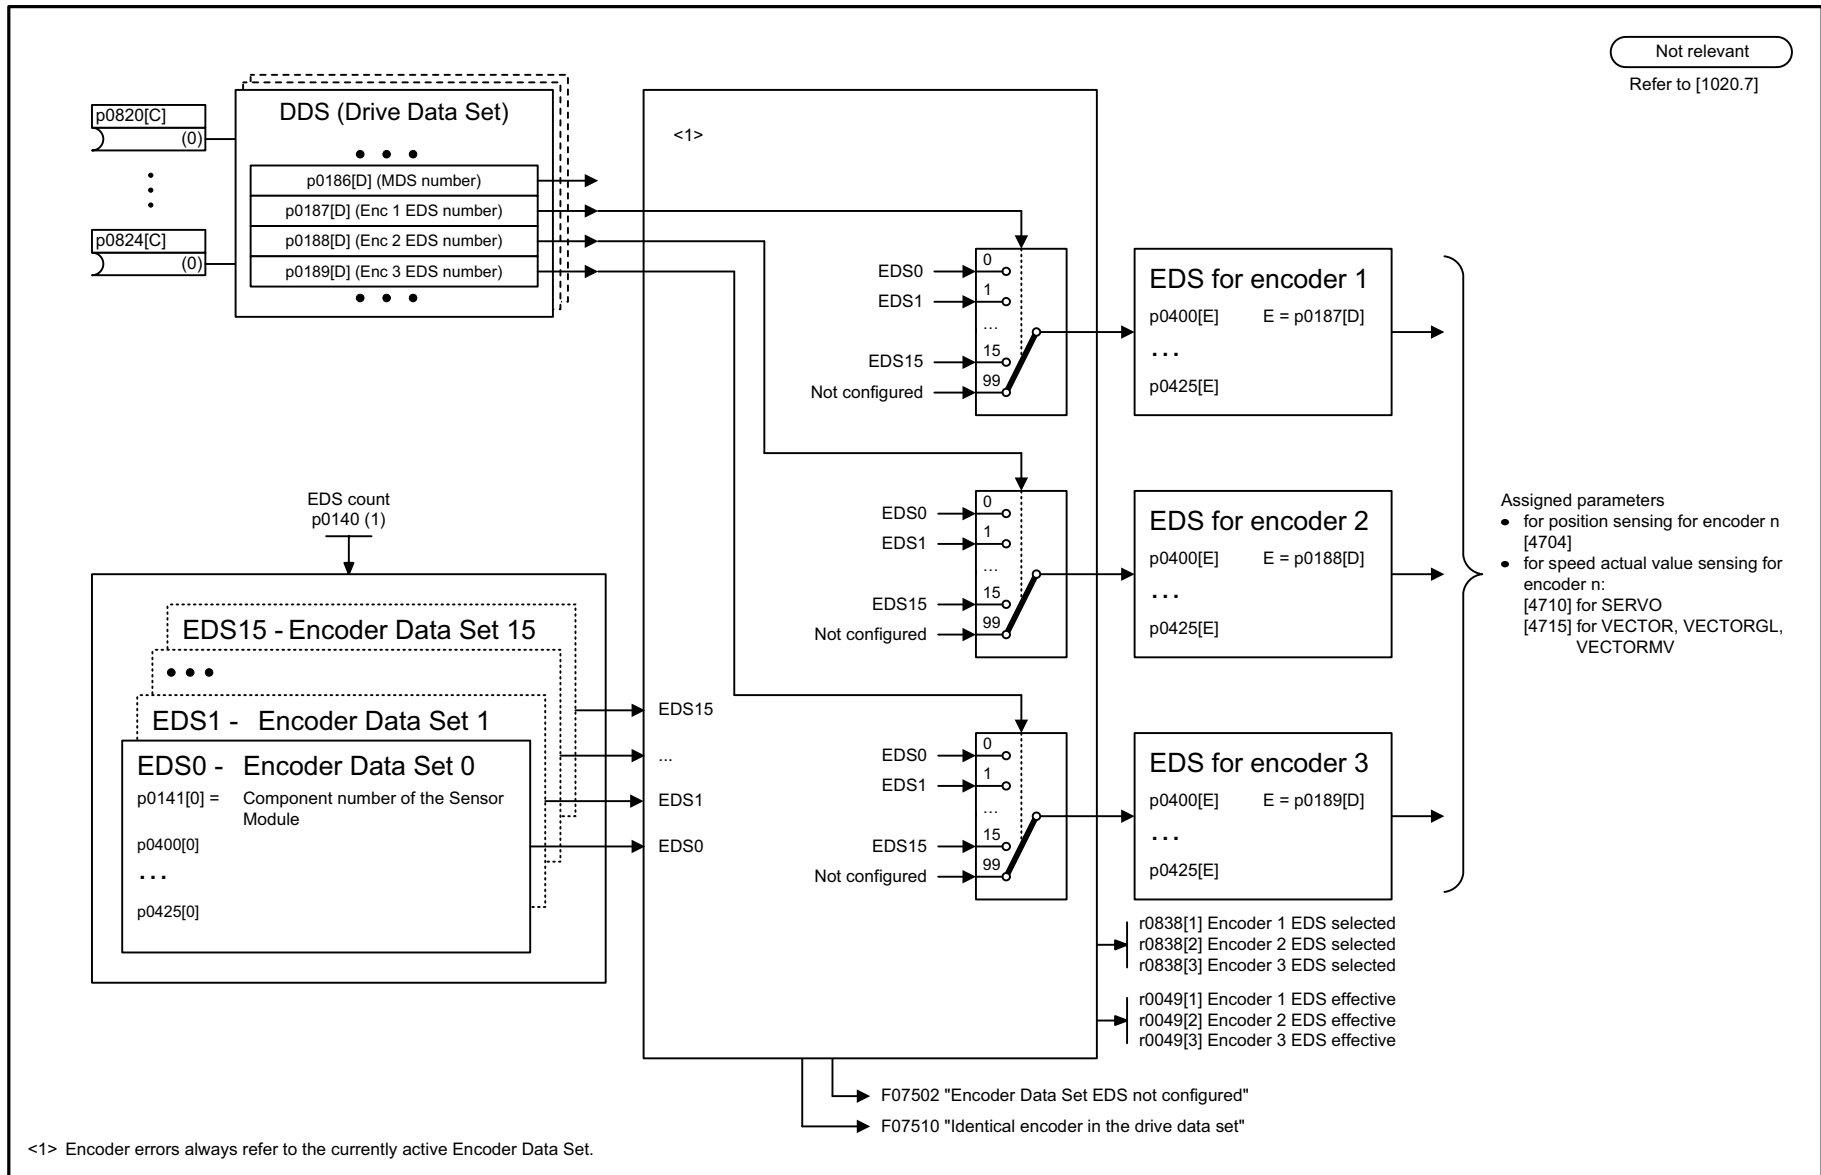 Not relevant
Refer to [1020.7]
p0820[C]
(0)
p0824[C]
(0)
DDS (Drive Data Set)
p0186[D] (MDS number)
p0187[D] (Enc 1 EDS number)
p0188[D] (Enc 2 EDS number)
p0189[D] (Enc 3 EDS number)
<1>
EDS0
EDS1
EDS15
Not configured
0
1
...
15
99
EDS for encoder 1
p0400[E] E = p0187[D]
...
p0425[E]
EDS0
EDS1
EDS15
Not configured
0
1
...
15
99
EDS for encoder 2
p0400[E] E = p0188[D]
...
p0425[E]
EDS0
EDS1
EDS15
Not configured
0
1
...
15
99
EDS for encoder 3
p0400[E] E = p0189[D]
...
p0425[E]
Assigned parameters
• for position sensing for encoder n
[4704]
• for speed actual value sensing for
encoder n:
[4710] for SERVO
[4715] for VECTOR, VECTORGL,
VECTORMV
EDS count
p0140 (1)
EDS15 - Encoder Data Set 15
EDS1 - Encoder Data Set 1
EDS0 - Encoder Data Set 0
p0141[0] = Component number of the Sensor
Module
p0400[0]
...
p0425[0]
EDS15
...
EDS1
EDS0
r0838[1] Encoder 1 EDS selected
r0838[2] Encoder 2 EDS selected
r0838[3] Encoder 3 EDS selected
r0049[1] Encoder 1 EDS effective
r0049[2] Encoder 2 EDS effective
r0049[3] Encoder 3 EDS effective
F07502 "Encoder Data Set EDS not configured"
F07510 "Identical encoder in the drive data set"
<1> Encoder errors always refer to the currently active Encoder Data Set.